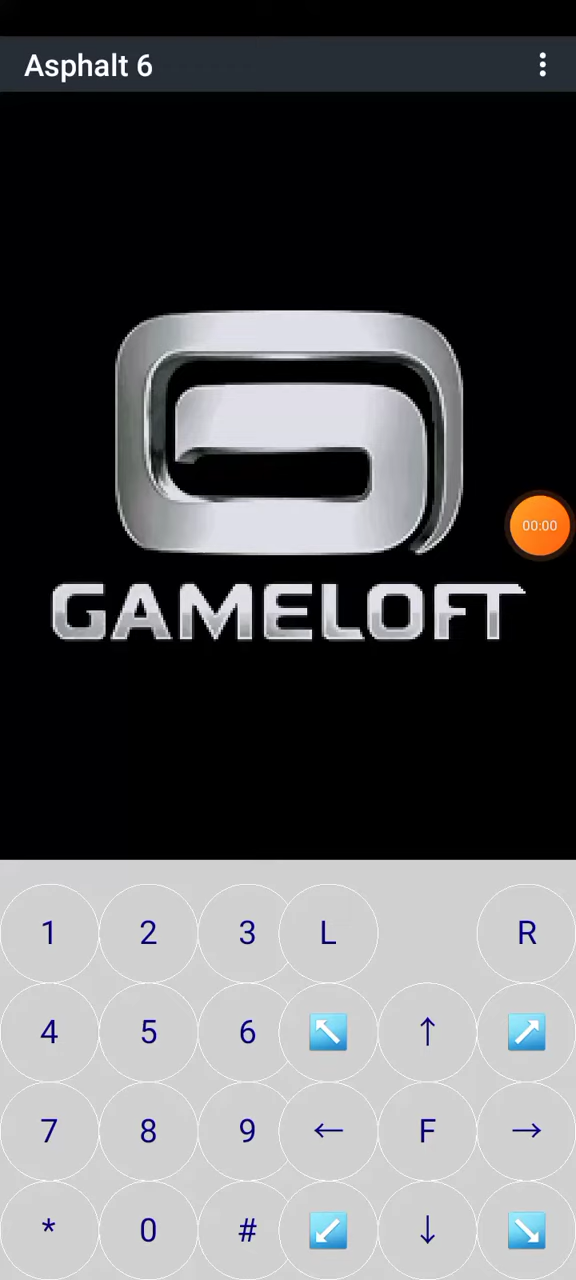 Asphalt 6
00:00
GAMELOFT
1 2 3 L R
4 5 6 ↖ ↑ ↗
7 8 9 ← F →
* 0 # ↙ ↓ ↘